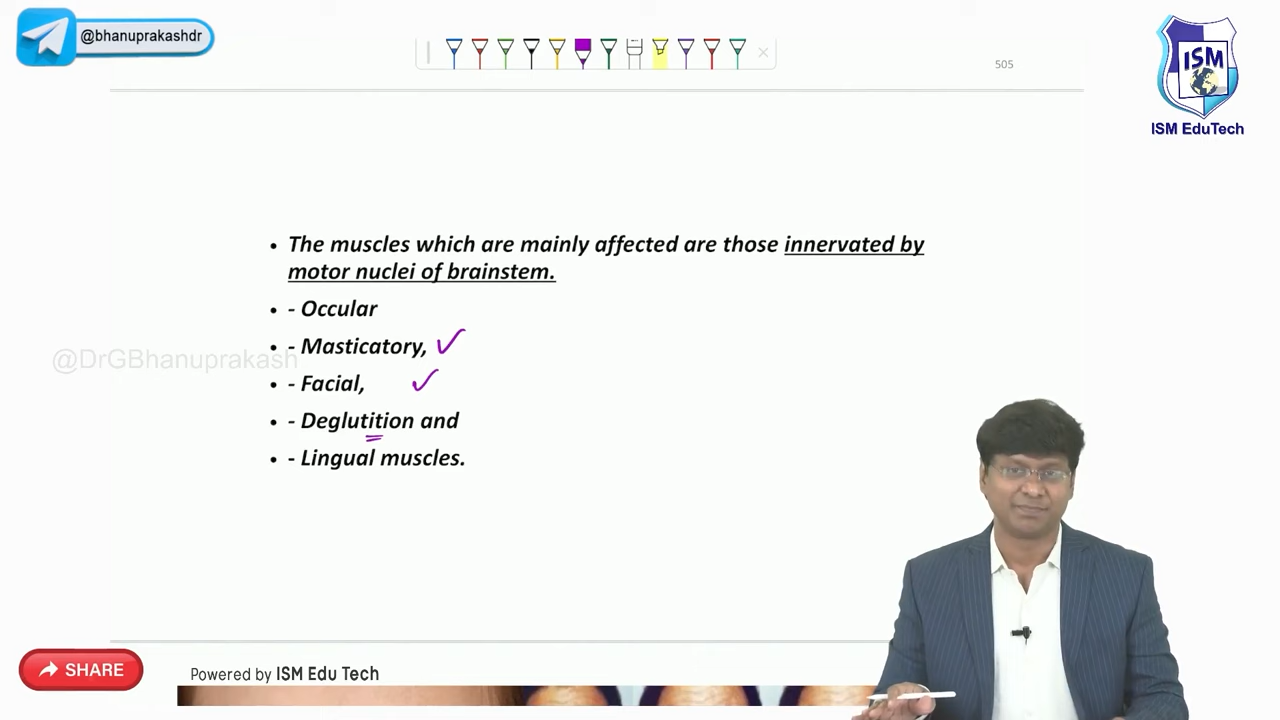 @bhanuprakashdr
505
ISM
ISM EduTech
• The muscles which are mainly affected are those innervated by
motor nuclei of brainstem.
• - Occular
• - Masticatory,
• - Facial,
• - Deglutition and
• - Lingual muscles.
@DrGBhanuprakash
SHARE
Powered by ISM Edu Tech